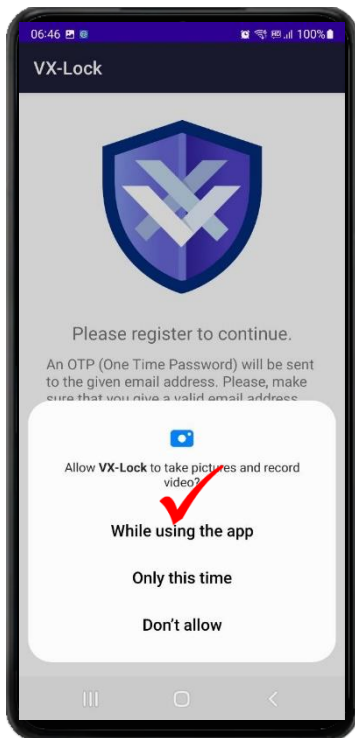 06:46 100%
VX-Lock
Please register to continue.
An OTP (One Time Password) will be sent
to the given email address. Please, make
sure that you give a valid email address
Allow VX-Lock to take pictures and record
video?
While using the app
Only this time
Don't allow